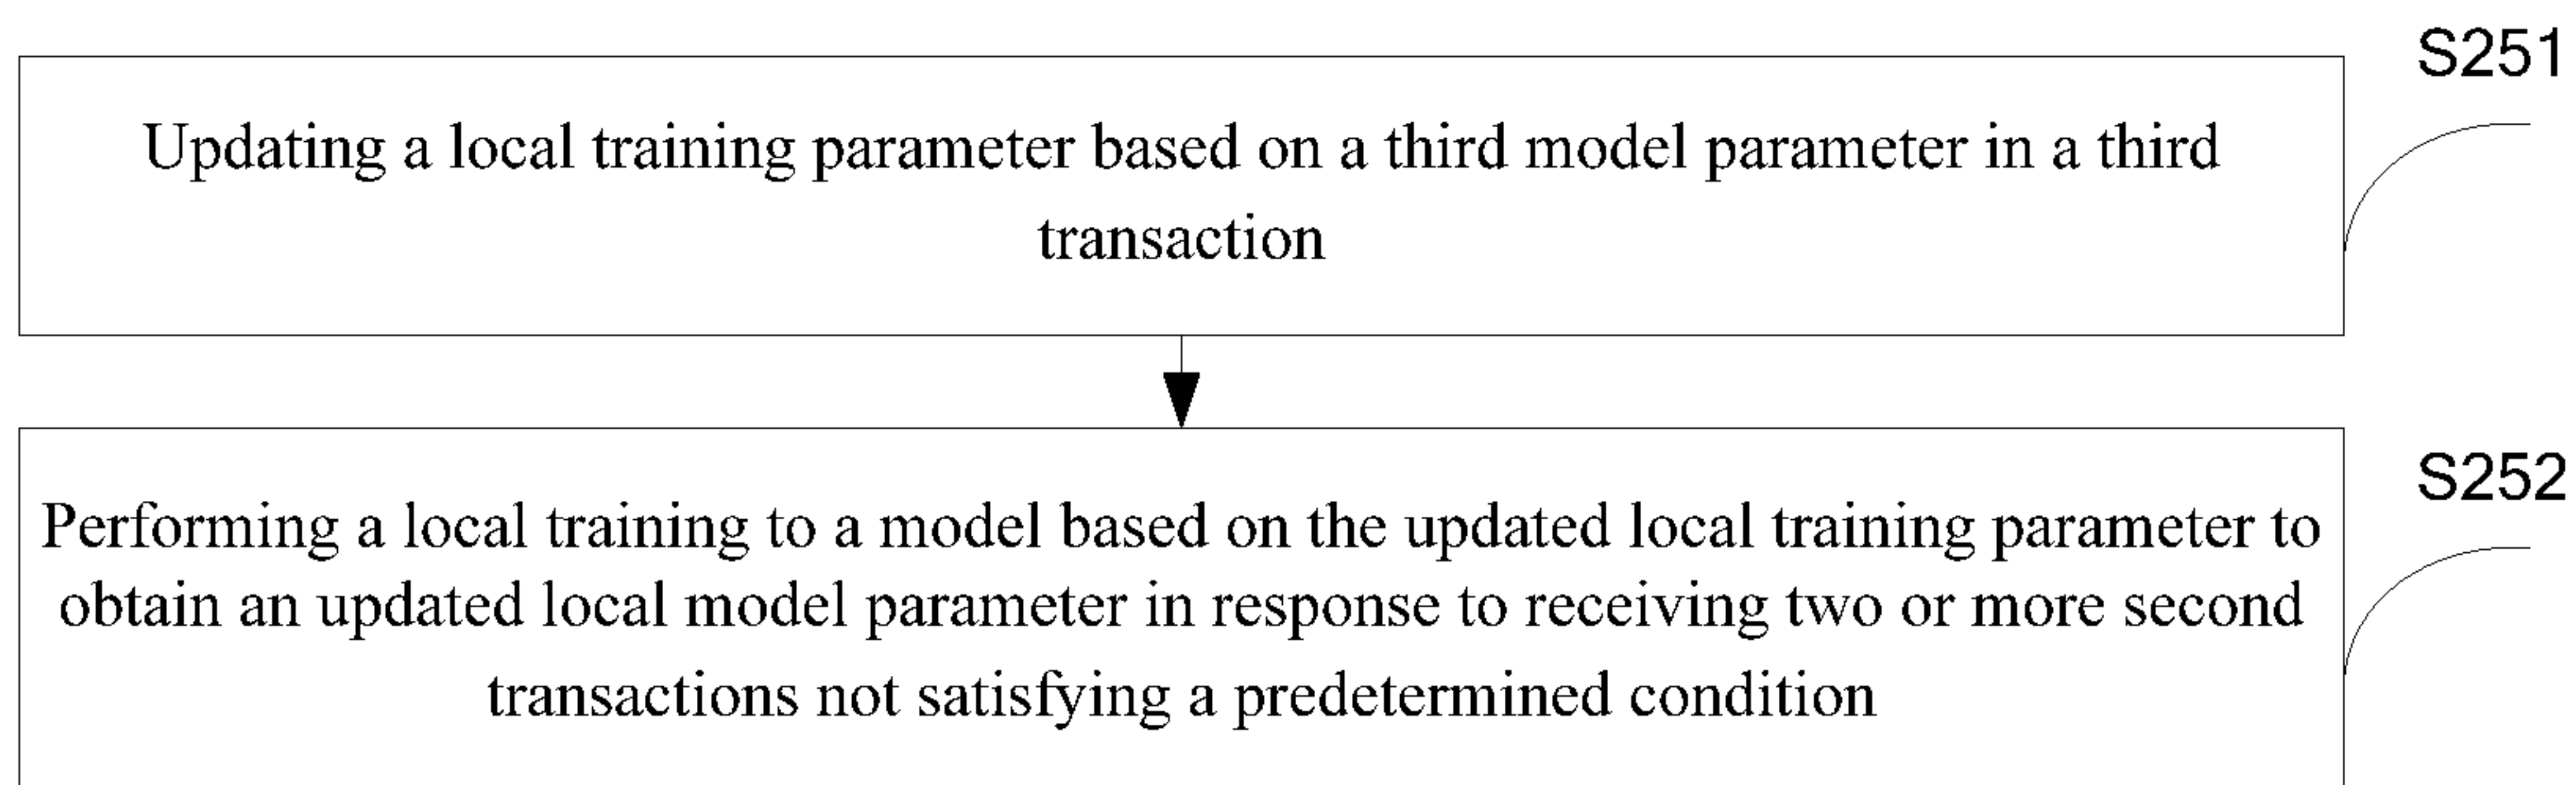 S251
Updating a local training parameter based on a third model parameter in a third
transaction
S252
Performing a local training to a model based on the updated local training parameter to
obtain an updated local model parameter in response to receiving two or more second
transactions not satisfying a predetermined condition